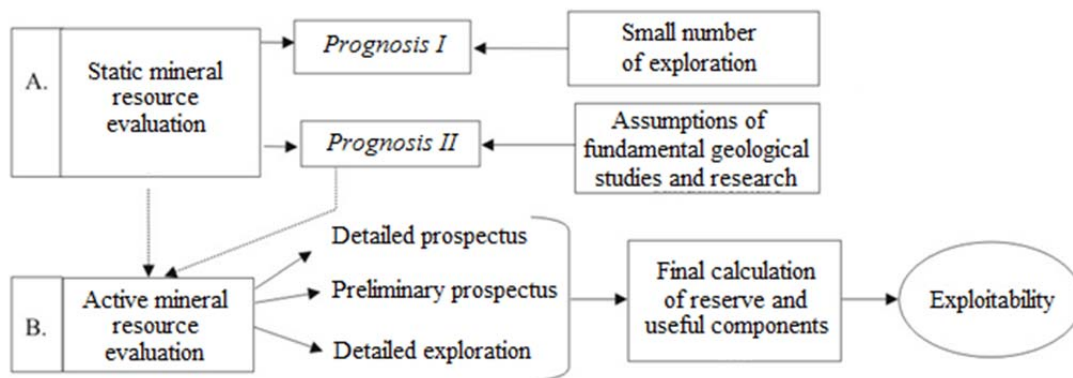 A.
Static mineral
resource
evaluation
Prognosis I
Small number
of exploration
Prognosis II
Assumptions of
fundamental geological
studies and research
B.
Active mineral
resource
evaluation
Detailed prospectus
Preliminary prospectus
Detailed exploration
Final calculation
of reserve and
useful components
Exploitability